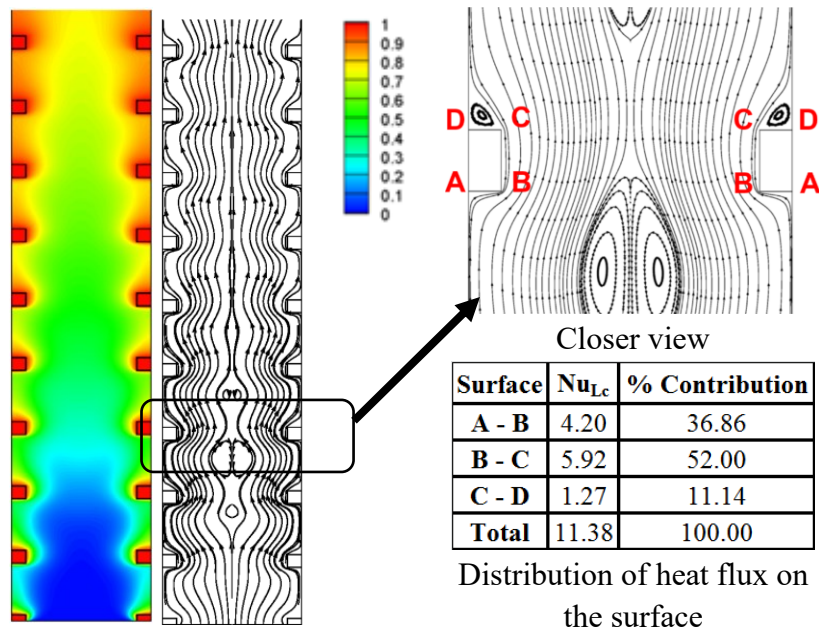 1
0.9
0.8
0.7
0.6
0.5
0.4
0.3
0.2
0.1
0
D C C D
A B B A
Closer view
Surface NuLc % Contribution
A - B 4.20 36.86
B - C 5.92 52.00
C - D 1.27 11.14
Total 11.38 100.00
Distribution of heat flux on
the surface